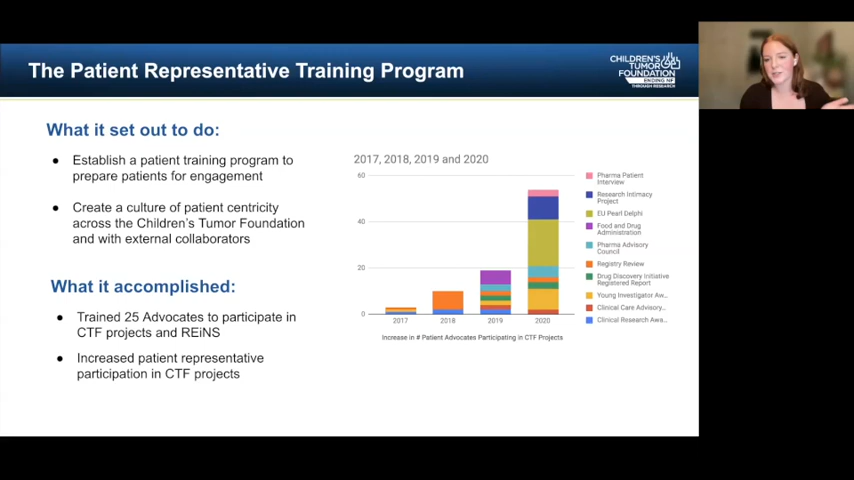 The Patient Representative Training Program
CHILDREN'S
TUMOR
FOUNDATION
ENDING NF
THROUGH RESEARCH
What it set out to do:
● Establish a patient training program to
prepare patients for engagement
● Create a culture of patient centricity
across the Children's Tumor Foundation
and with external collaborators
What it accomplished:
● Trained 25 Advocates to participate in
CTF projects and REiNS
● Increased patient representative
participation in CTF projects
2017, 2018, 2019 and 2020
60
40
20
0
2017 2018 2019 2020
Increase in # Patient Advocates Participating in CTF Projects
Pharma Patient
Interview
Research Intimacy
Project
EU Pearl Delphi
Food and Drug
Administration
Pharma Advisory
Council
Registry Review
Drug Discovery Initiative
Registered Report
Young Investigator Aw...
Clinical Care Advisory...
Clinical Research Awa...